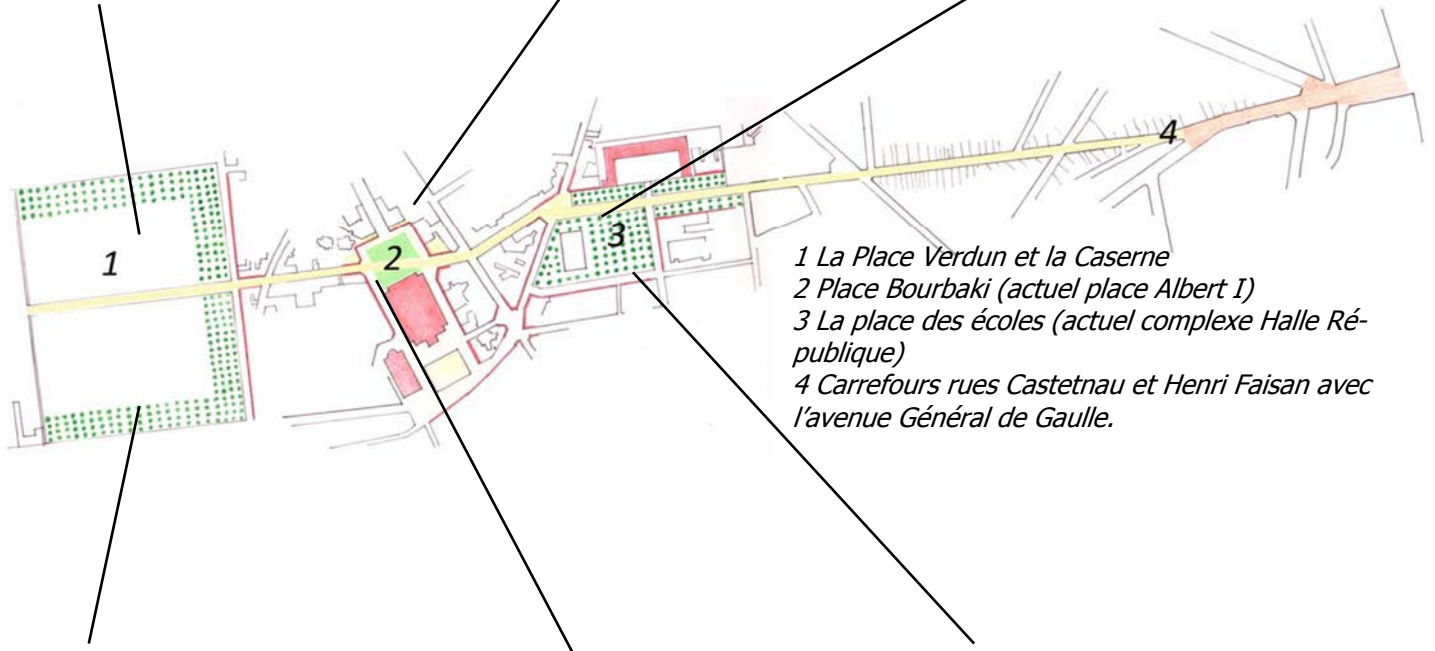 4
1
2
3
1 La Place Verdun et la Caserne
2 Place Bourbaki (actuel place Albert I)
3 La place des écoles (actuel complexe Halle Ré-
publique)
4 Carrefours rues Castetnau et Henri Faisan avec
l'avenue Général de Gaulle.